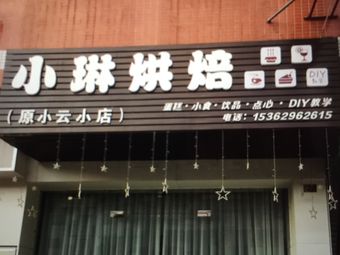 小琳烘焙
DIY
（原小云小店）
蛋糕·小食·饮品·点心·DIY教学
电话：15362962615